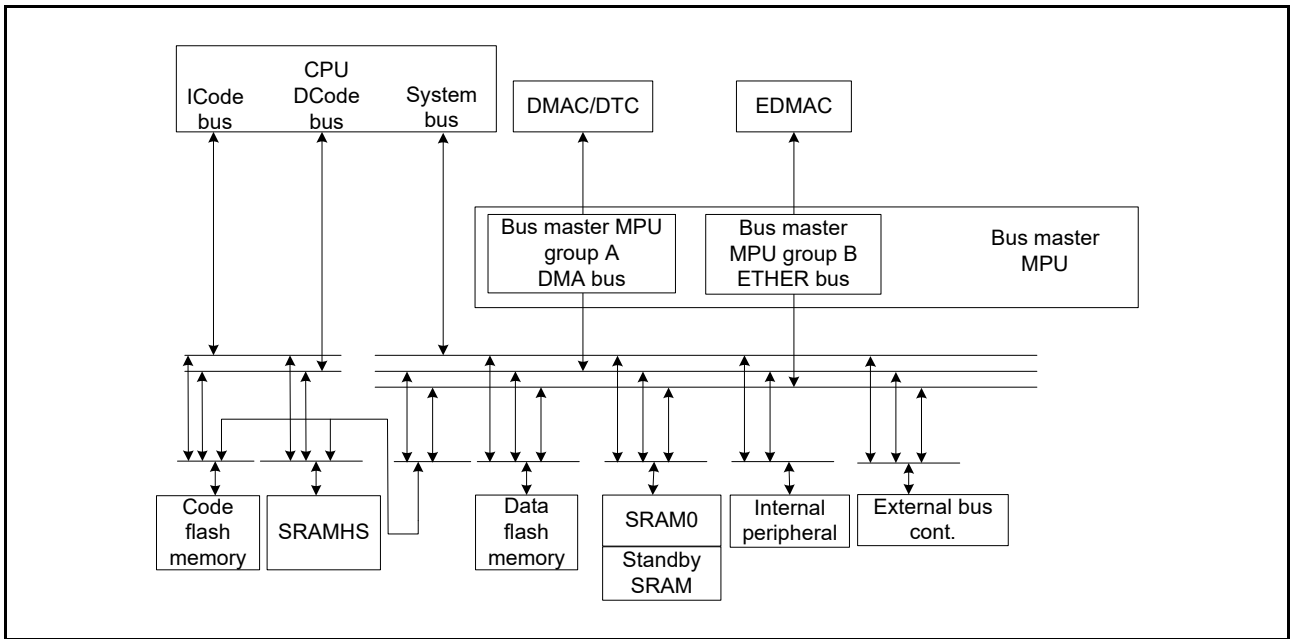 CPU
ICode
bus
DCode
bus
System
bus
DMAC/DTC
EDMAC
Bus master MPU
group A
DMA bus
Bus master
MPU group B
ETHER bus
Bus master
MPU
Code
flash
memory
SRAMHS
Data
flash
memory
SRAM0
Standby
SRAM
Internal
peripheral
External bus
cont.